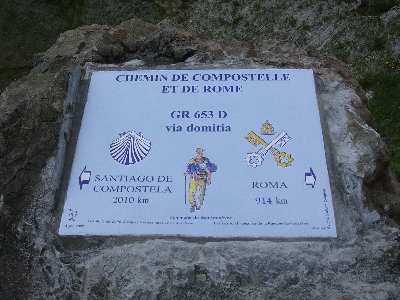 CHEMIN DE COMPOSTELLE
ET DE ROME
GR 653 D
via domitia
SANTIAGO DE
COMPOSTELA
2010 km
ROMA
914 km